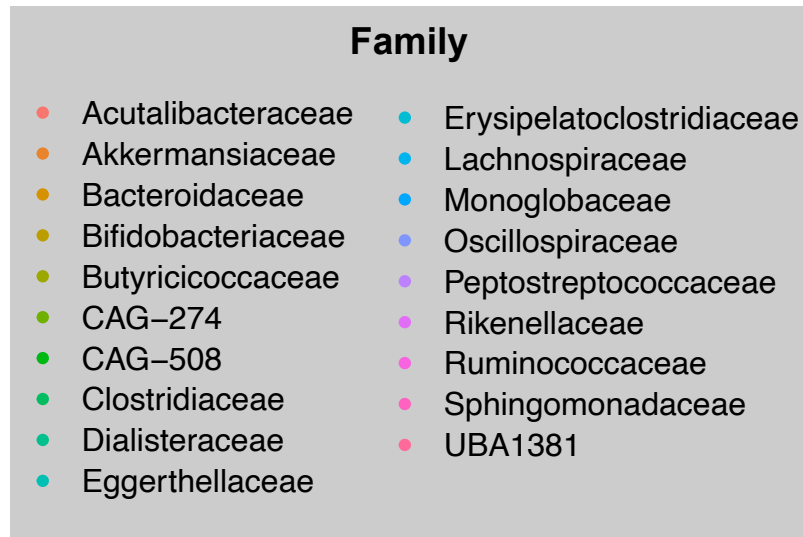 Family
Acutalibacteraceae
Akkermansiaceae
Bacteroidaceae
Bifidobacteriaceae
Butyricicoccaceae
CAG−274
CAG−508
Clostridiaceae
Dialisteraceae
Eggerthellaceae
Erysipelatoclostridiaceae
Lachnospiraceae
Monoglobaceae
Oscillospiraceae
Peptostreptococcaceae
Rikenellaceae
Ruminococcaceae
Sphingomonadaceae
UBA1381